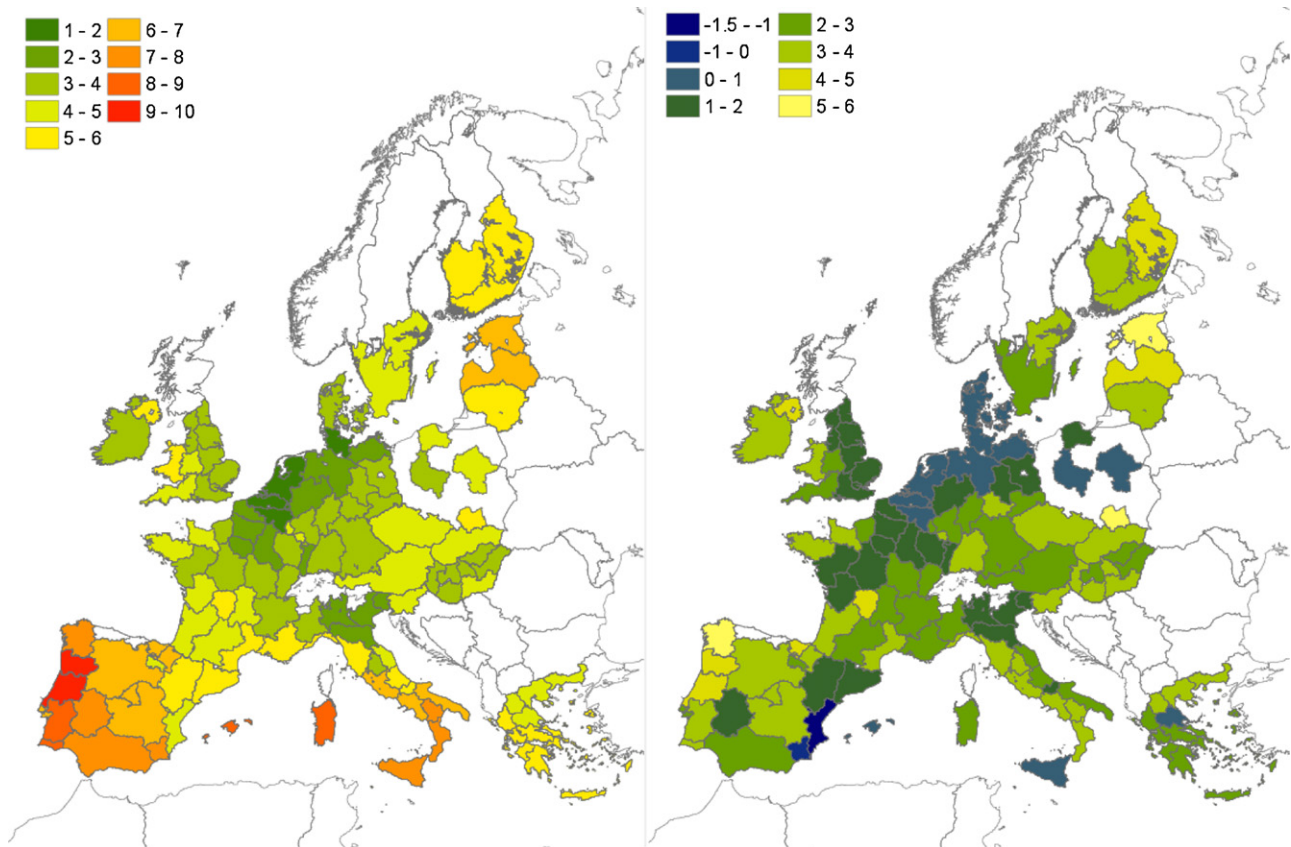 1 - 2 6 - 7
2 - 3 7 - 8
3 - 4 8 - 9
4 - 5 9 - 10
5 - 6
-1.5 - -1 2 - 3
-1 - 0 3 - 4
0 - 1 4 - 5
1 - 2 5 - 6